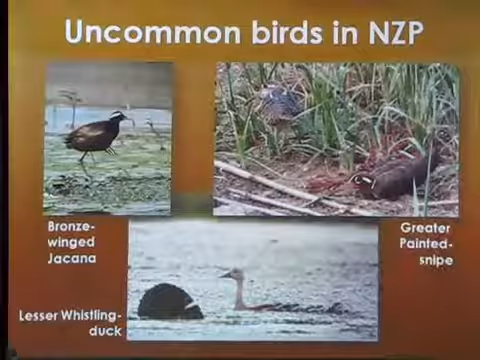 Uncommon birds in NZP
Bronze-
winged
Jacana
Greater
Painted-
snipe
Lesser Whistling-
duck